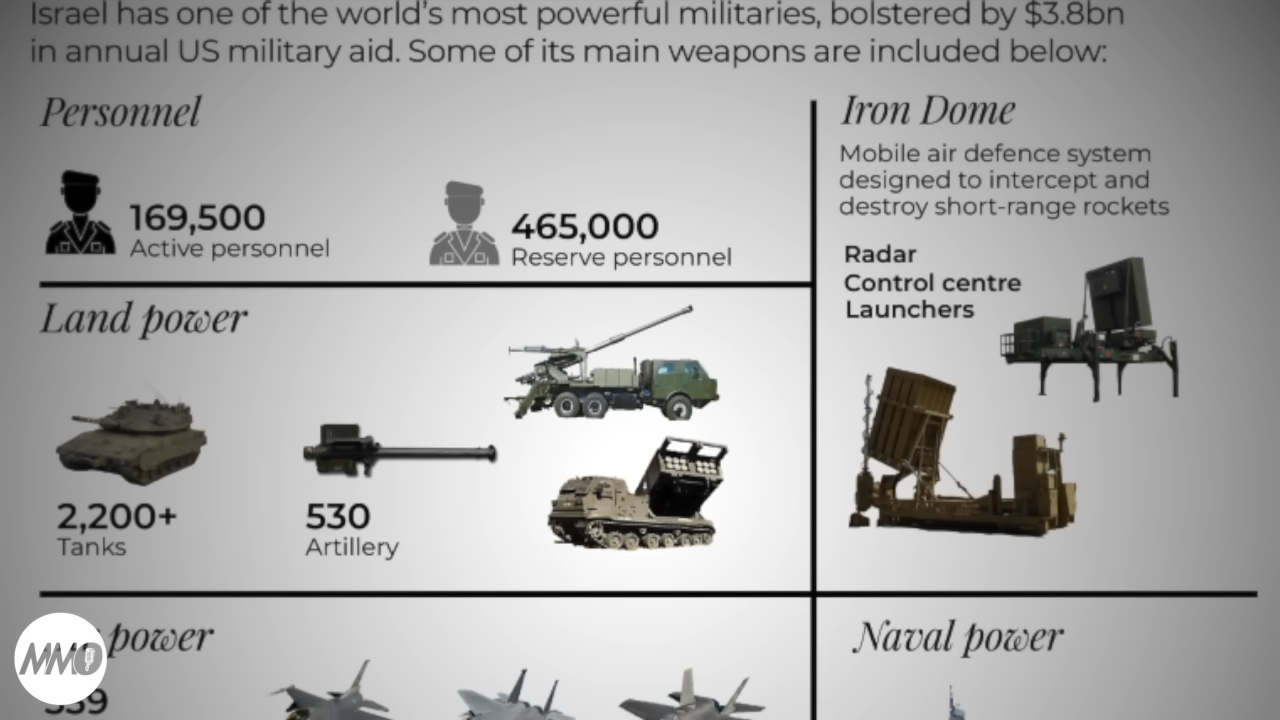 Israel has one of the world's most powerful militaries, bolstered by $3.8bn
in annual US military aid. Some of its main weapons are included below:
Personnel
169,500
Active personnel
465,000
Reserve personnel
Iron Dome
Mobile air defence system
designed to intercept and
destroy short-range rockets
Radar
Control centre
Launchers
Land power
2,200+
Tanks
530
Artillery
power
Naval power
MMO